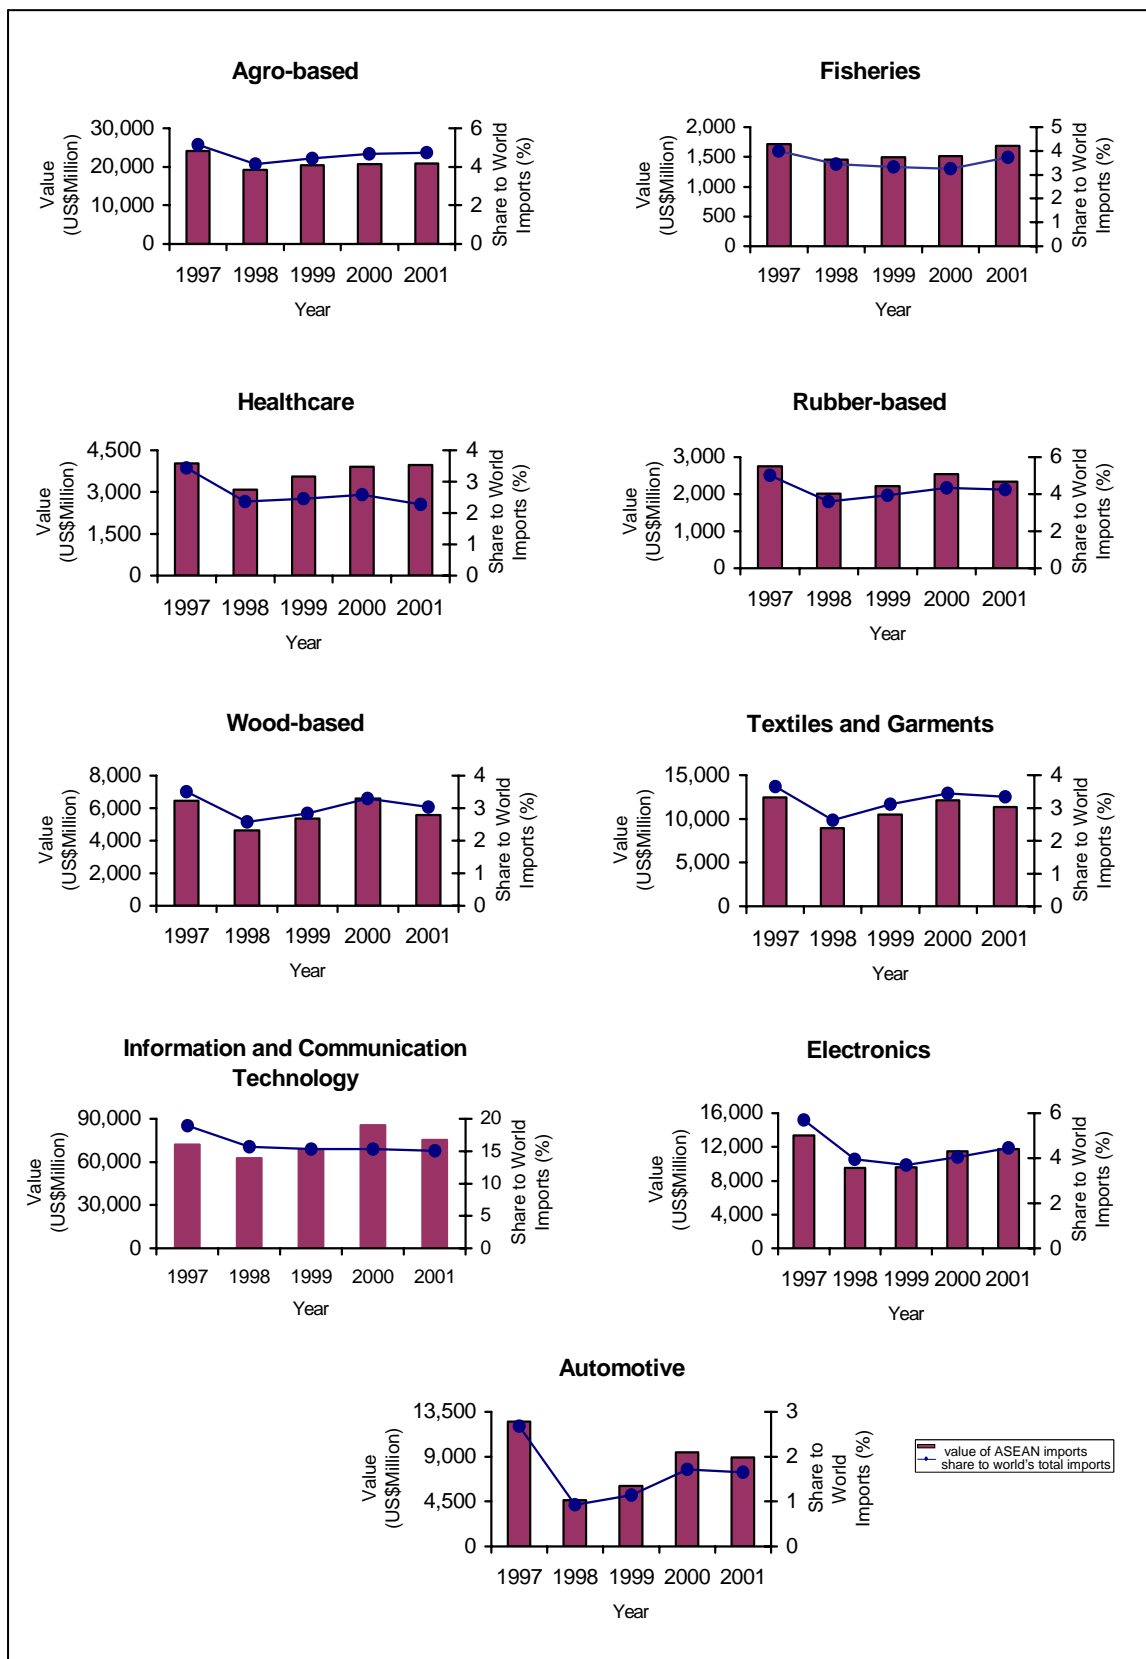 Agro-based
Value
(US$Million)
30,000
20,000
10,000
0
6
4
2
0
Share to World
Imports (%)
1997 1998 1999 2000 2001
Year
Fisheries
Value
(US$Million)
2,000
1,500
1,000
500
0
5
4
3
2
1
0
Share to World
Imports (%)
1997 1998 1999 2000 2001
Year
Healthcare
Value
(US$Million)
4,500
3,000
1,500
0
4
3
2
1
0
Share to World
Imports (%)
1997 1998 1999 2000 2001
Year
Rubber-based
Value
(US$Million)
3,000
2,000
1,000
0
6
4
2
0
Share to World
Imports (%)
1997 1998 1999 2000 2001
Year
Wood-based
Value
(US$Million)
8,000
6,000
4,000
2,000
0
4
3
2
1
0
Share to World
Imports (%)
1997 1998 1999 2000 2001
Year
Textiles and Garments
Value
(US$Million)
15,000
10,000
5,000
0
4
3
2
1
0
Share to World
Imports (%)
1997 1998 1999 2000 2001
Year
Information and Communication
Technology
Value
(US$Million)
90,000
60,000
30,000
0
20
15
10
5
0
Share to World
Imports (%)
1997 1998 1999 2000 2001
Year
Electronics
Value
(US$Million)
16,000
12,000
8,000
4,000
0
6
4
2
0
Share to World
Imports (%)
1997 1998 1999 2000 2001
Year
Automotive
Value
(US$Million)
13,500
9,000
4,500
0
3
2
1
0
Share to
World
Imports (%)
1997 1998 1999 2000 2001
Year
value of ASEAN imports
share to world's total imports